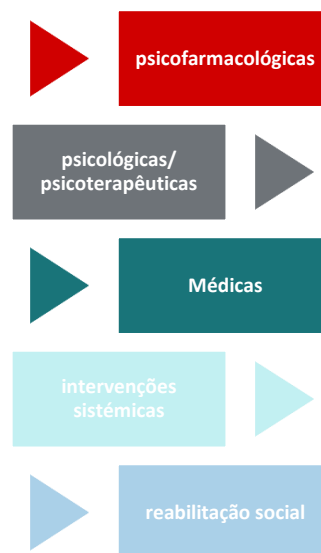 psicofarmacológicas
psicológicas/
psicoterapêuticas
Médicas
intervenções
sistémicas
reabilitação social